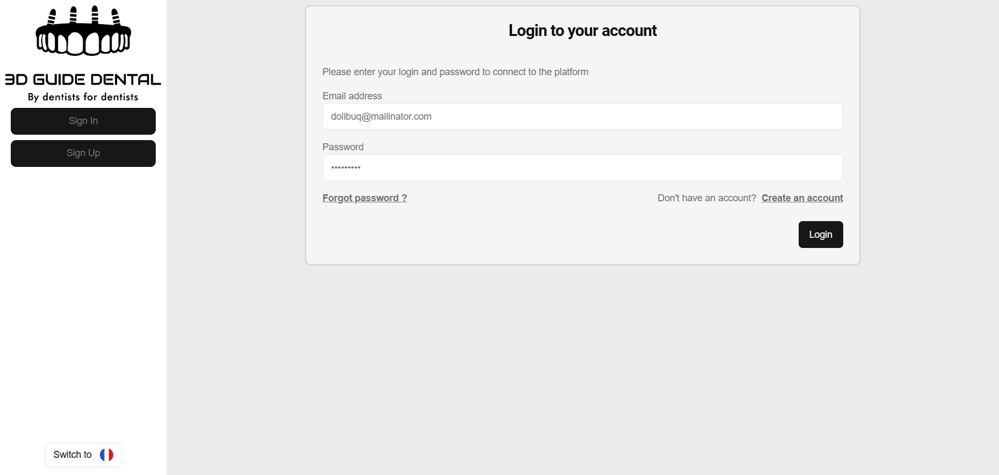 3D GUIDE DENTAL
By dentists for dentists
Sign In
Sign Up
Switch to
Login to your account
Please enter your login and password to connect to the platform
Email address
dolibuq@mailinator.com
Password
•••••••••
Forgot password ?
Don't have an account? Create an account
Login